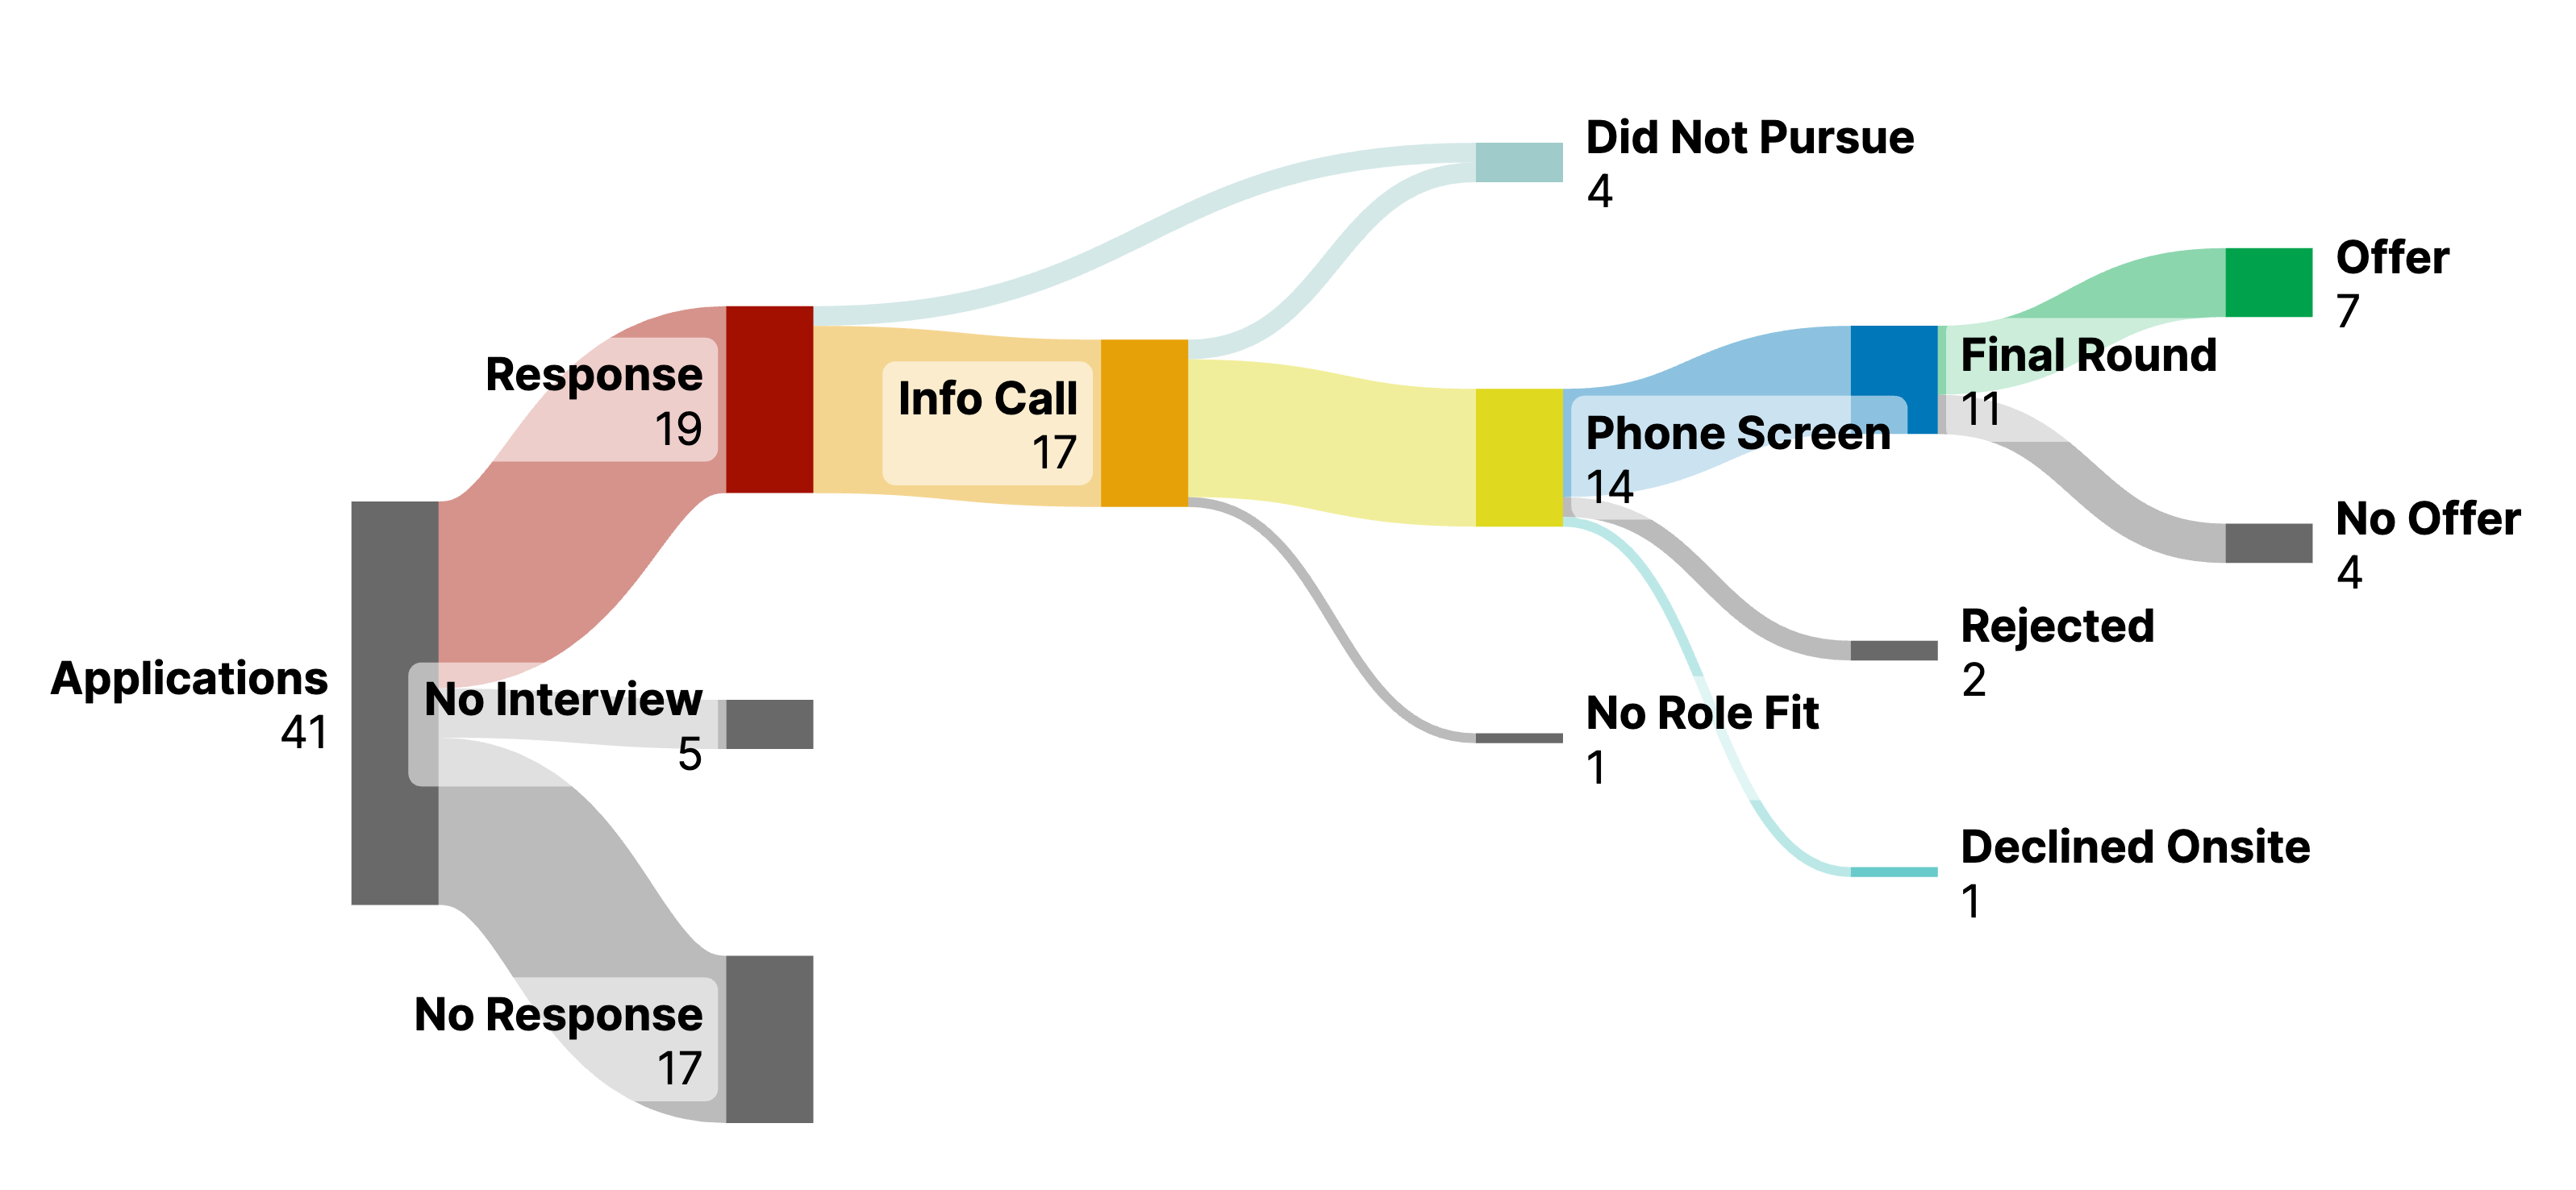 Did Not Pursue
4
Offer
7
Response
19
Info Call
17
Final Round
11
Phone Screen
14
No Offer
4
Applications
41
No Interview
5
Rejected
2
No Role Fit
1
Declined Onsite
1
No Response
17